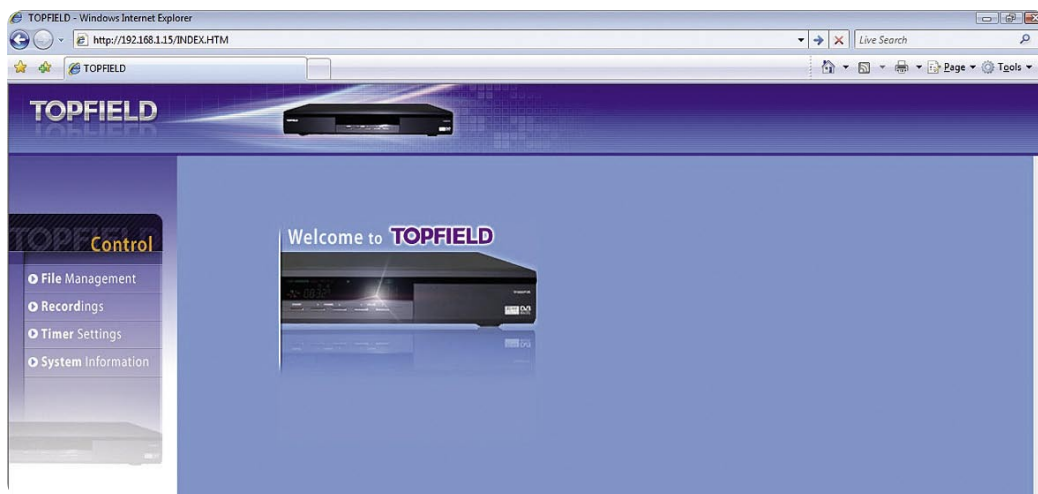 TOPFIELD - Windows Internet Explorer
http://192.168.1.15/INDEX.HTM
Live Search
TOPFIELD
Page
Tools
TOPFIELD
TOPFIELD
Control
File Management
Recordings
Timer Settings
System Information
Welcome to TOPFIELD